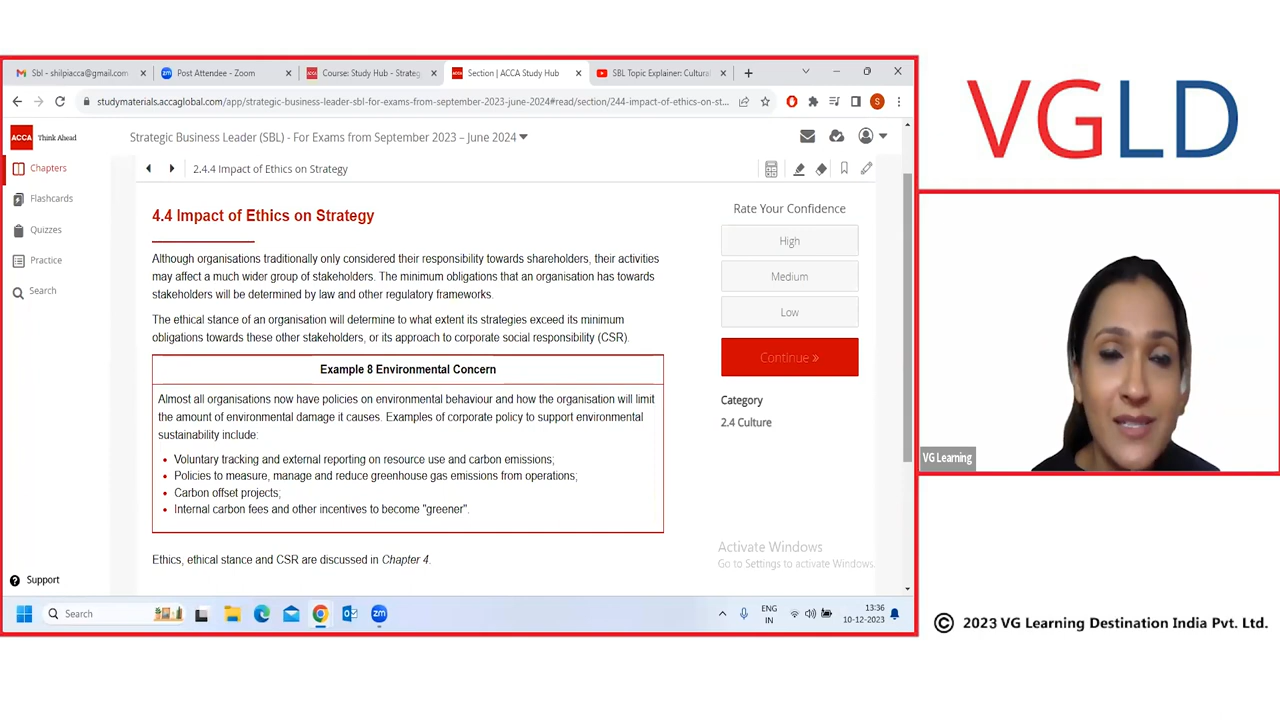 Sbl - shilpiacca@gmail.com
Post Attendee - Zoom
Course: Study Hub - Strateg
Section | ACCA Study Hub
SBL Topic Explainer: Cultural
studymaterials.accaglobal.com/app/strategic-business-leader-sbl-for-exams-from-september-2023-june-2024#read/section/244-impact-of-ethics-on-st...
S
ACCA
Think Ahead
Strategic Business Leader (SBL) - For Exams from September 2023 – June 2024
Chapters
Flashcards
Quizzes
Practice
Search
Support
2.4.4 Impact of Ethics on Strategy
4.4 Impact of Ethics on Strategy
Although organisations traditionally only considered their responsibility towards shareholders, their activities
may affect a much wider group of stakeholders. The minimum obligations that an organisation has towards
stakeholders will be determined by law and other regulatory frameworks.
The ethical stance of an organisation will determine to what extent its strategies exceed its minimum
obligations towards these other stakeholders, or its approach to corporate social responsibility (CSR).
Example 8 Environmental Concern
Almost all organisations now have policies on environmental behaviour and how the organisation will limit
the amount of environmental damage it causes. Examples of corporate policy to support environmental
sustainability include:
• Voluntary tracking and external reporting on resource use and carbon emissions;
• Policies to measure, manage and reduce greenhouse gas emissions from operations;
• Carbon offset projects;
• Internal carbon fees and other incentives to become "greener".
Ethics, ethical stance and CSR are discussed in Chapter 4.
Rate Your Confidence
High
Medium
Low
Continue »
Category
2.4 Culture
Activate Windows
Go to Settings to activate Windows.
Search
zm
ENG
IN
13:36
10-12-2023
VGLD
VG Learning
© 2023 VG Learning Destination India Pvt. Ltd.